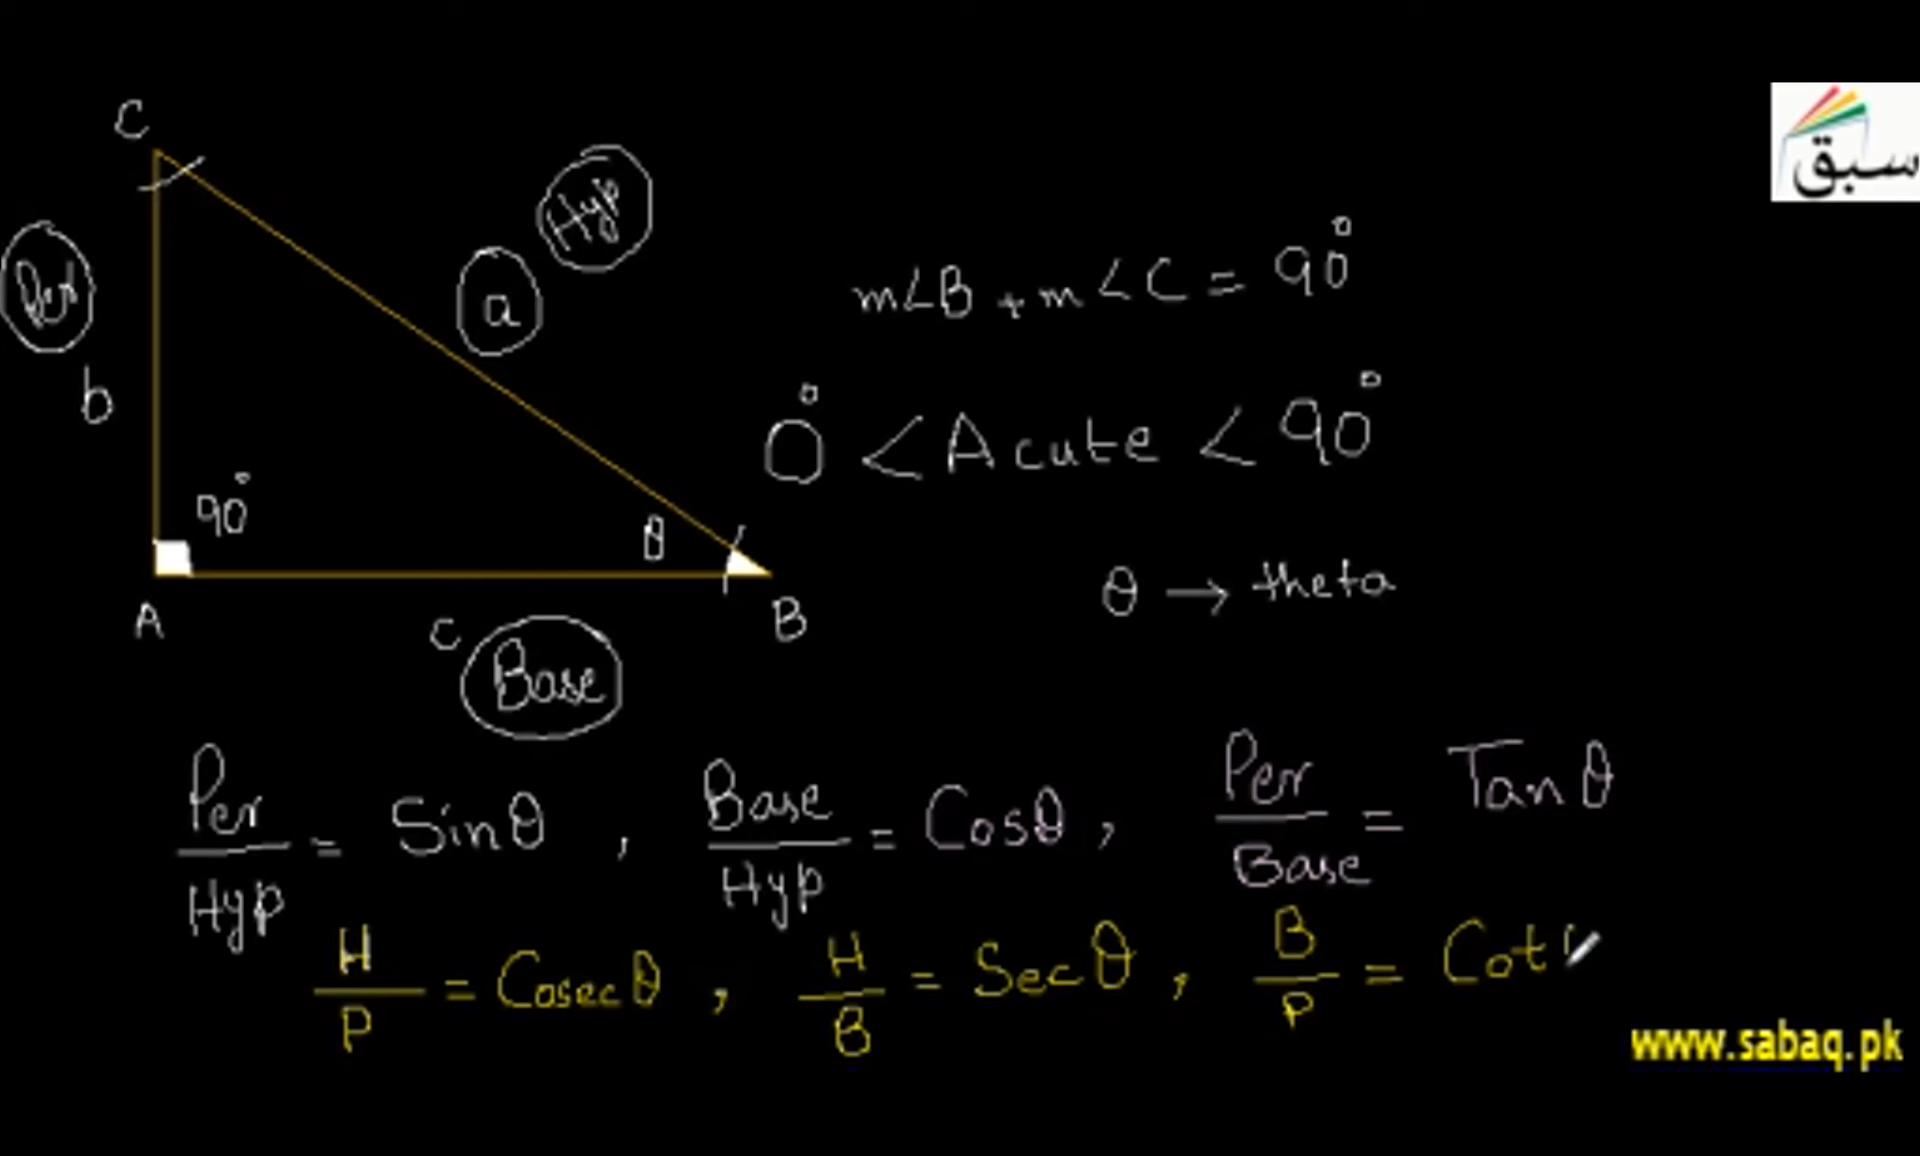 C
سبق
Hyp
Per
a
m∠B + m∠C = 90°
b
0° < Acute < 90°
90°
θ
θ → theta
A
c
B
Base
Per/Hyp = Sinθ , Base/Hyp = Cosθ , Per/Base = Tanθ
H/P = Cosecθ , H/B = Secθ , B/P = Cot
www.sabaq.pk